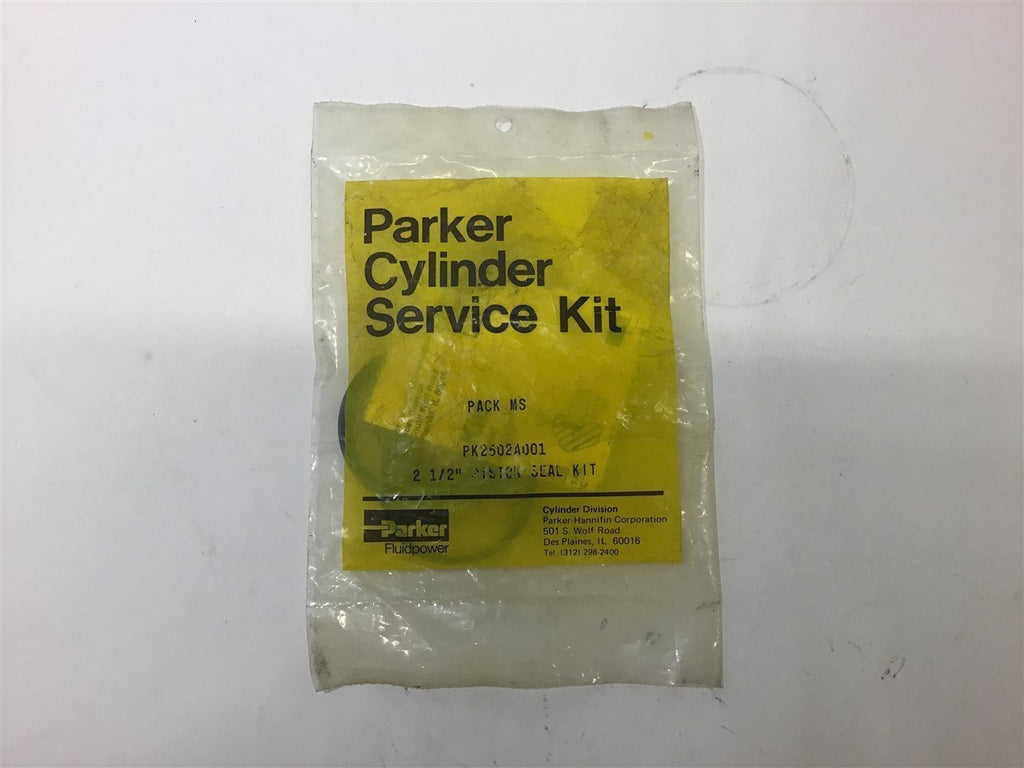 Parker
Cylinder
Service Kit
PACK MS
PK2502A001
2 1/2" PISTON SEAL KIT
Parker
Fluidpower
Cylinder Division
Parker-Hannifin Corporation
501 S. Wolf Road
Des Plaines, IL 60016
Tel. (312) 298-2400